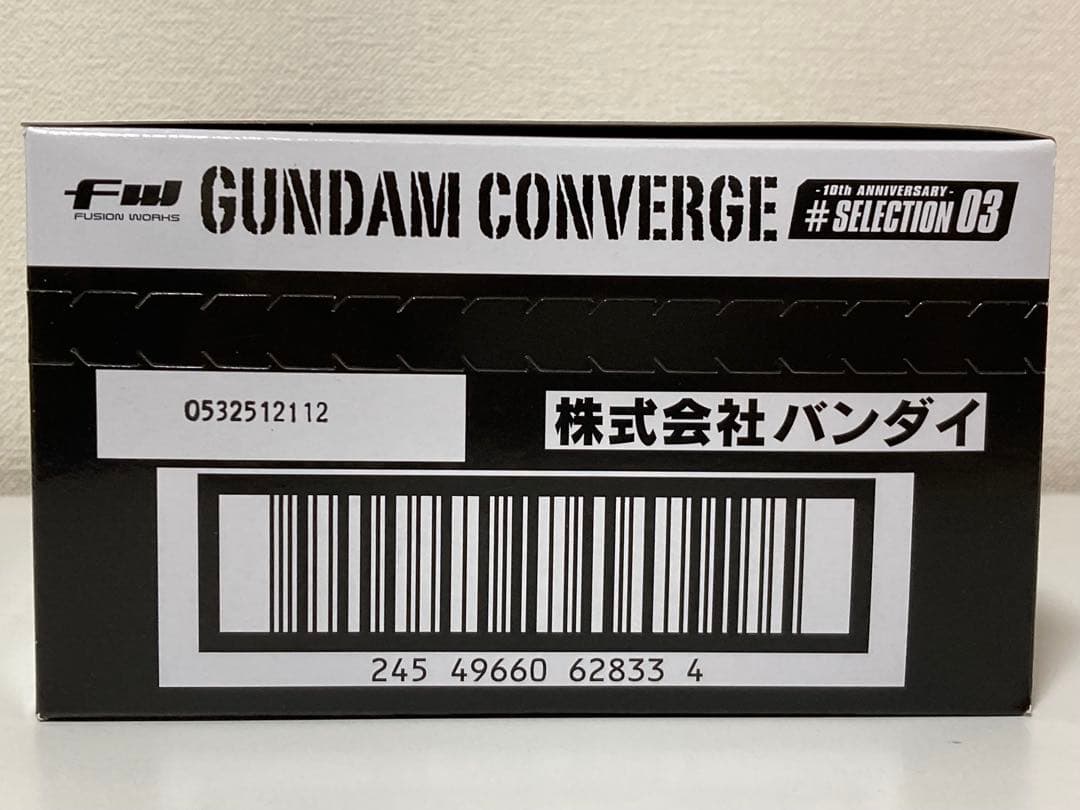 FW
FUSION WORKS
GUNDAM CONVERGE
-10th ANNIVERSARY-
#SELECTION 03
0532512112
株式会社バンダイ
245 49660 62833 4